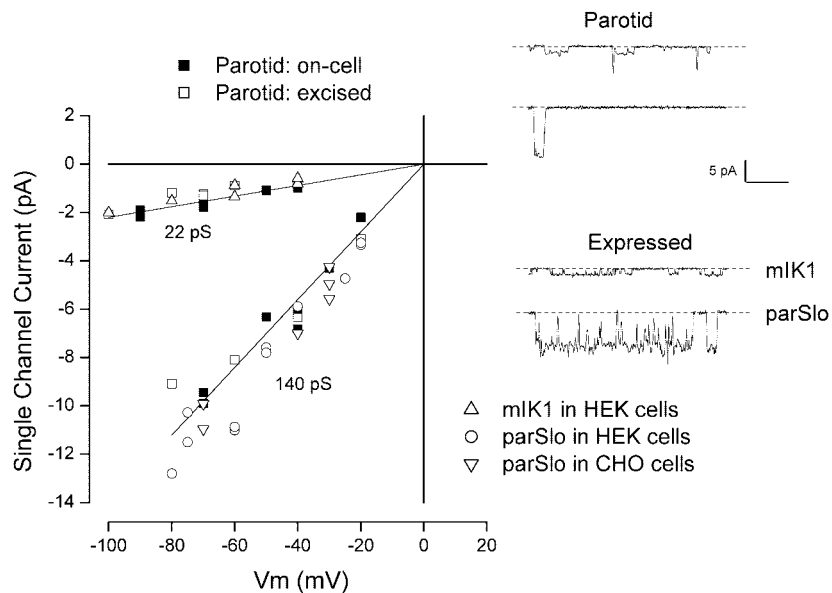 Parotid: on-cell
Parotid: excised
2
0
-2
-4
-6
-8
-10
-12
-14
Single Channel Current (pA)
22 pS
140 pS
-100 -80 -60 -40 -20 0 20
Vm (mV)
Parotid
5 pA
Expressed
mIK1
parSlo
mIK1 in HEK cells
parSlo in HEK cells
parSlo in CHO cells